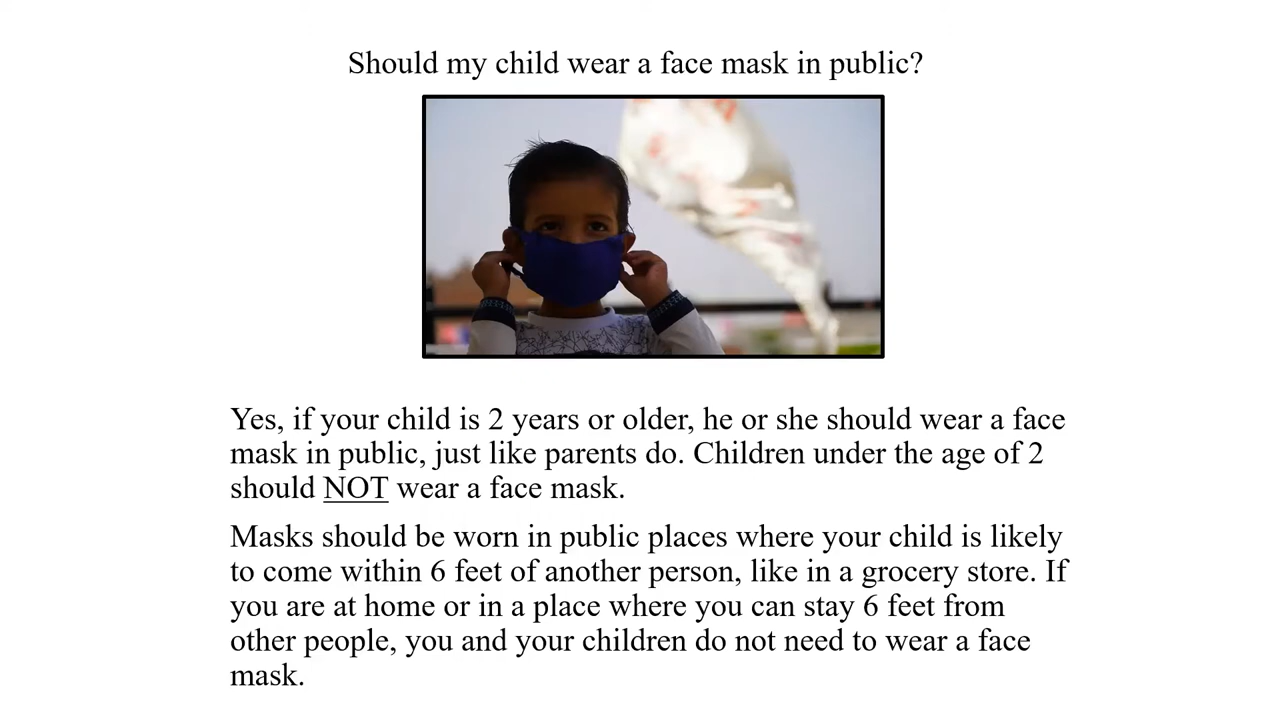 Should my child wear a face mask in public?
Yes, if your child is 2 years or older, he or she should wear a face
mask in public, just like parents do. Children under the age of 2
should NOT wear a face mask.
Masks should be worn in public places where your child is likely
to come within 6 feet of another person, like in a grocery store. If
you are at home or in a place where you can stay 6 feet from
other people, you and your children do not need to wear a face
mask.